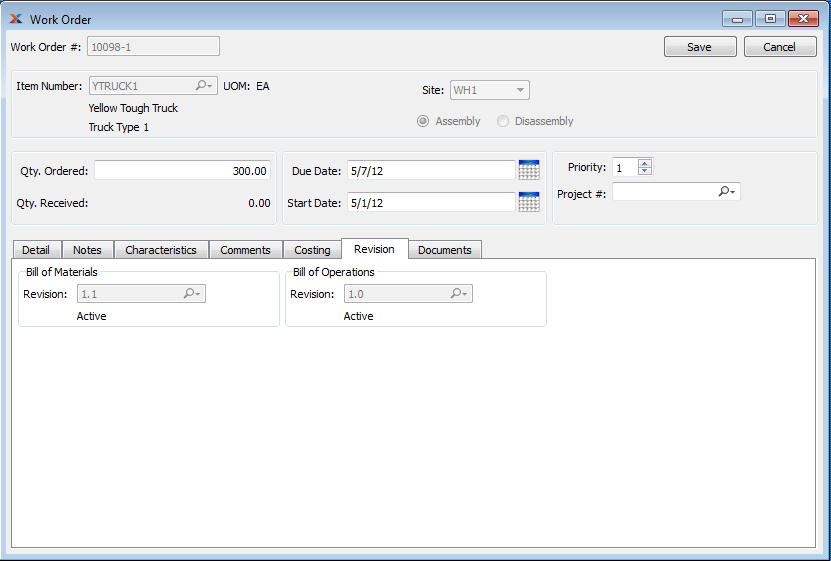 Work Order
Work Order #: 10098-1 Save Cancel
Item Number: YTRUCK1 UOM: EA Site: WH1
Yellow Tough Truck
Truck Type 1
Assembly Disassembly
Qty. Ordered: 300.00 Due Date: 5/7/12 Priority: 1
Qty. Received: 0.00 Start Date: 5/1/12 Project #:
Detail Notes Characteristics Comments Costing Revision Documents
Bill of Materials Bill of Operations
Revision: 1.1 Revision: 1.0
Active Active